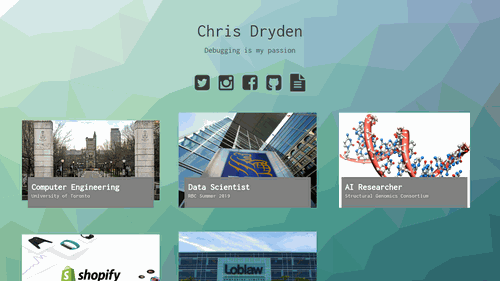 Chris Dryden
Debugging is my passion
Computer Engineering
University of Toronto
Data Scientist
RBC Summer 2018
AI Researcher
Structural Genomics Consortium
shopify
Loblaw